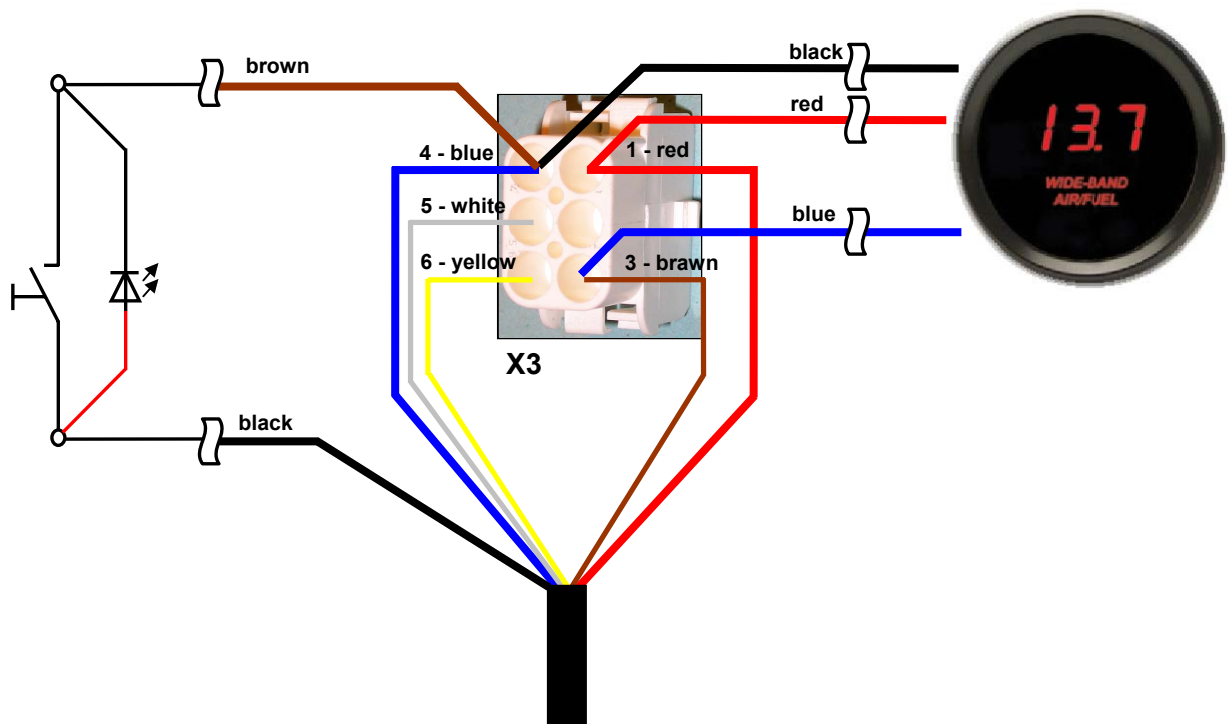 black
brown
red
13.7
4 - blue
1 - red
WIDE-BAND
AIR/FUEL
5 - white
blue
6 - yellow
3 - brawn
X3
black